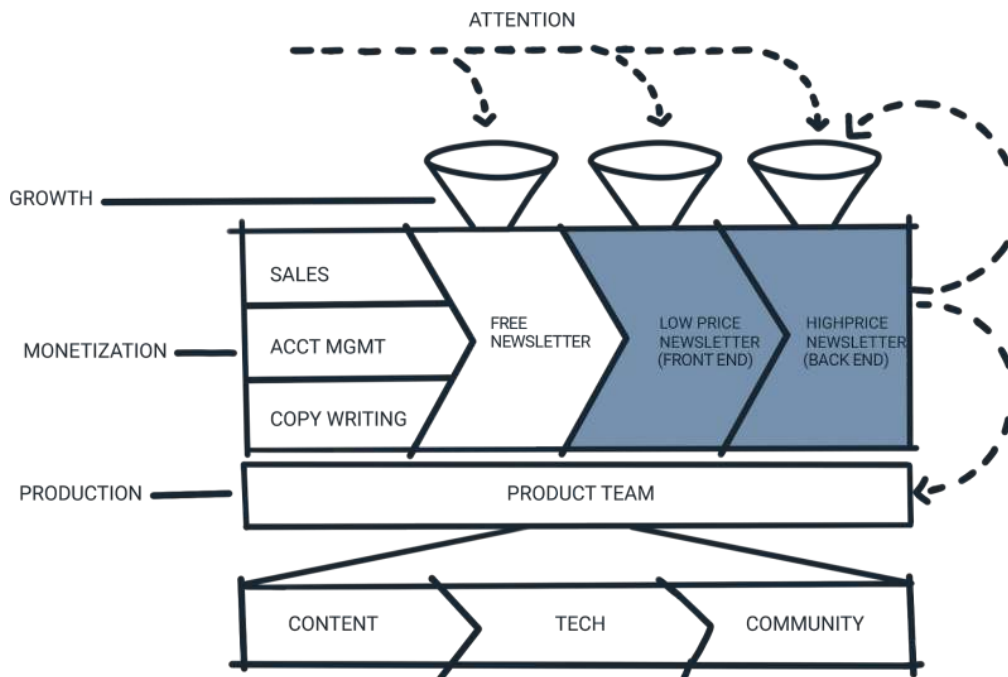 ATTENTION
GROWTH
SALES
FREE
NEWSLETTER
LOW PRICE
NEWSLETTER
(FRONT END)
HIGHPRICE
NEWSLETTER
(BACK END)
MONETIZATION
ACCT MGMT
COPY WRITING
PRODUCTION
PRODUCT TEAM
CONTENT
TECH
COMMUNITY